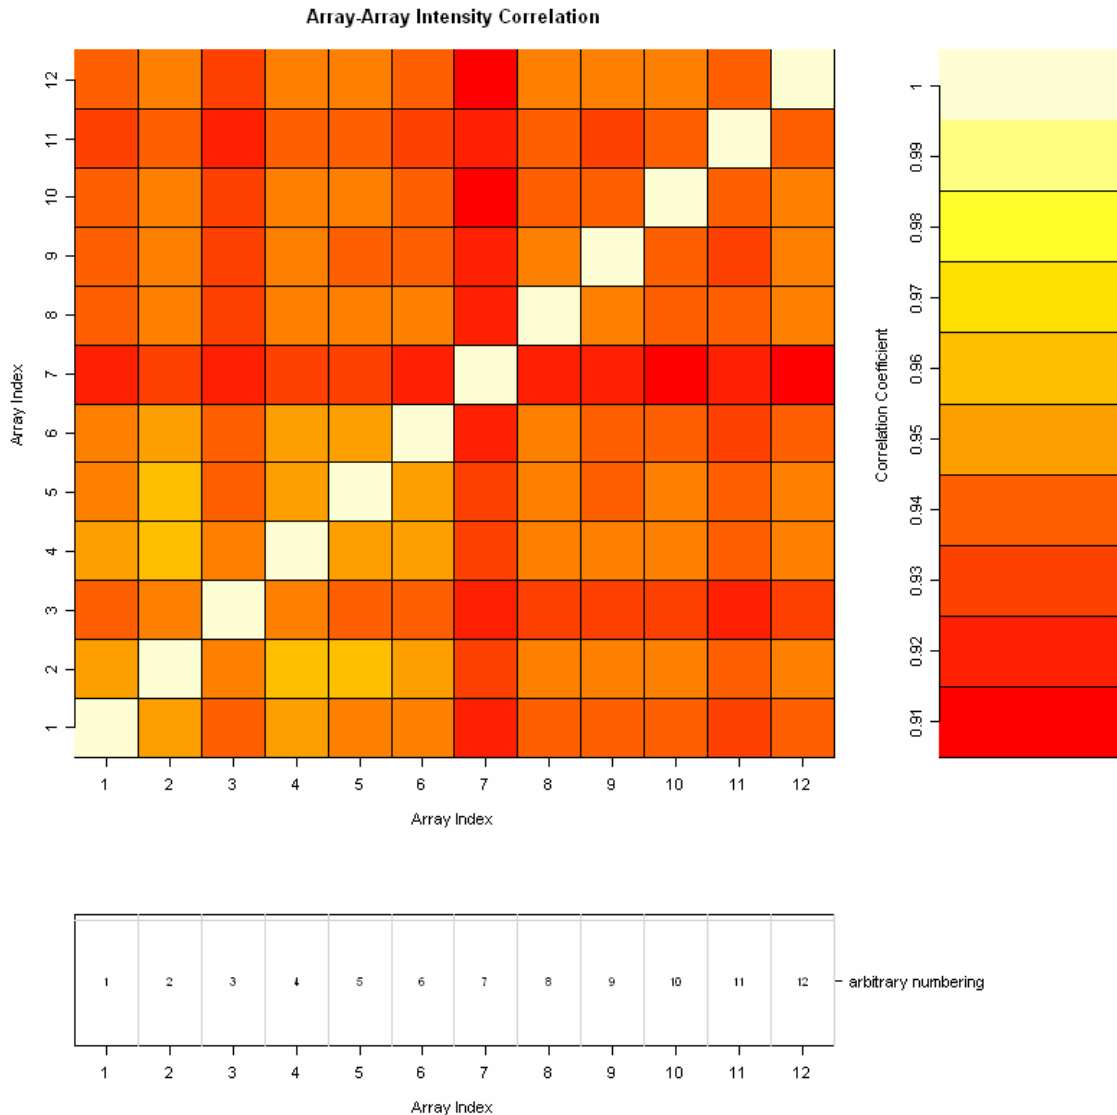 Array-Array Intensity Correlation
12
11
10
9
8
7
6
5
4
3
2
1
Array Index
1 2 3 4 5 6 7 8 9 10 11 12
Array Index
1
0.99
0.98
0.97
0.96
0.95
0.94
0.93
0.92
0.91
Correlation Coefficient
1 2 3 4 5 6 7 8 9 10 11 12
arbitrary numbering
1 2 3 4 5 6 7 8 9 10 11 12
Array Index